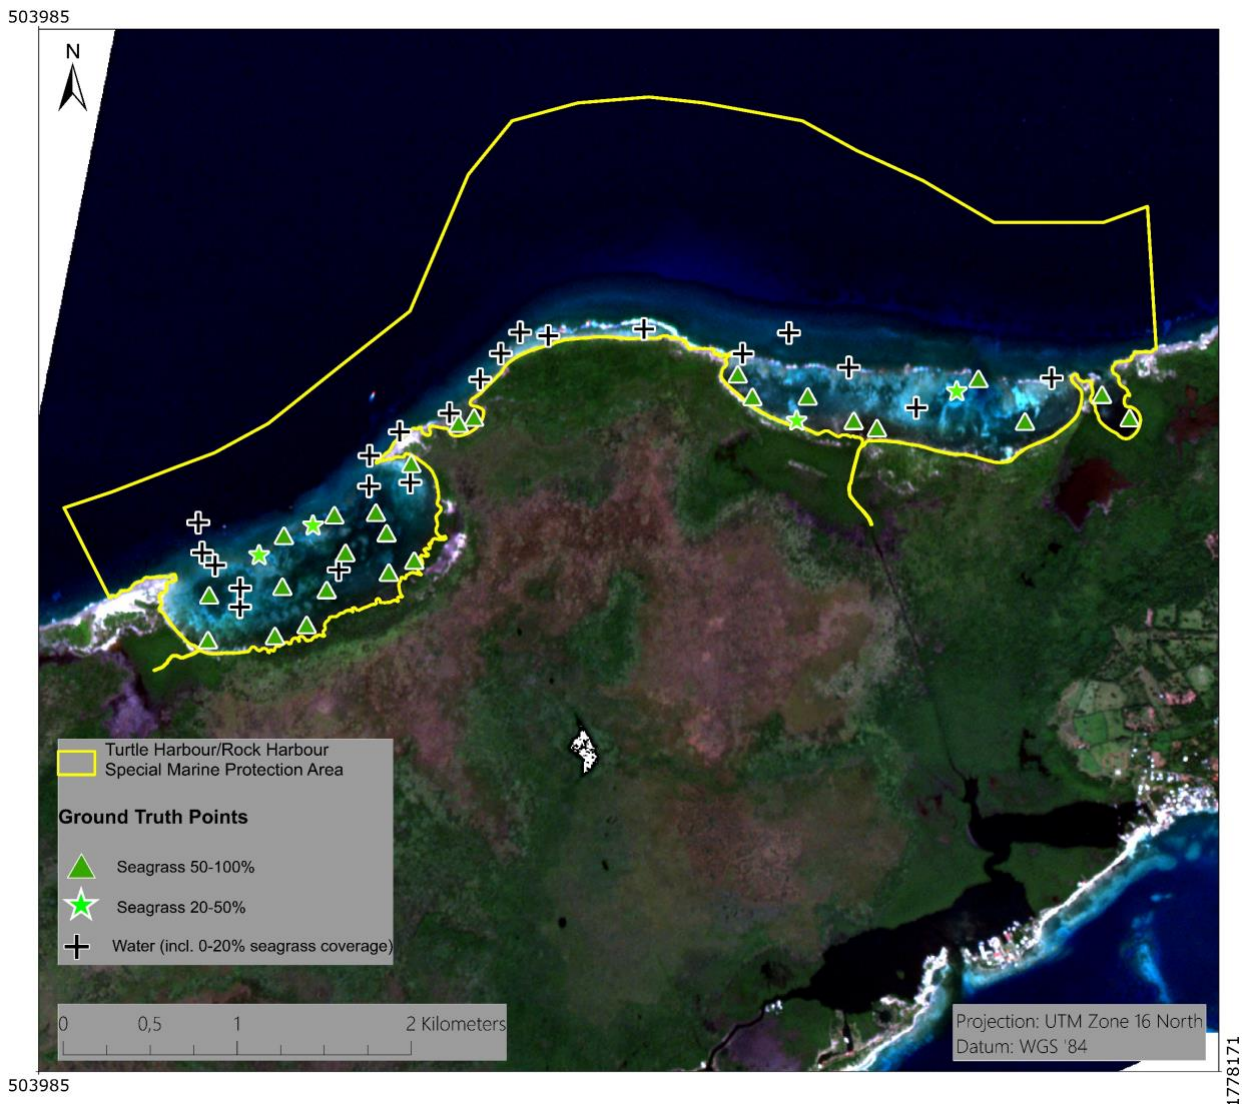 503985
N
Turtle Harbour/Rock Harbour
Special Marine Protection Area
Ground Truth Points
Seagrass 50-100%
Seagrass 20-50%
Water (incl. 0-20% seagrass coverage)
0 0,5 1 2 Kilometers
Projection: UTM Zone 16 North
Datum: WGS '84
503985
1778171